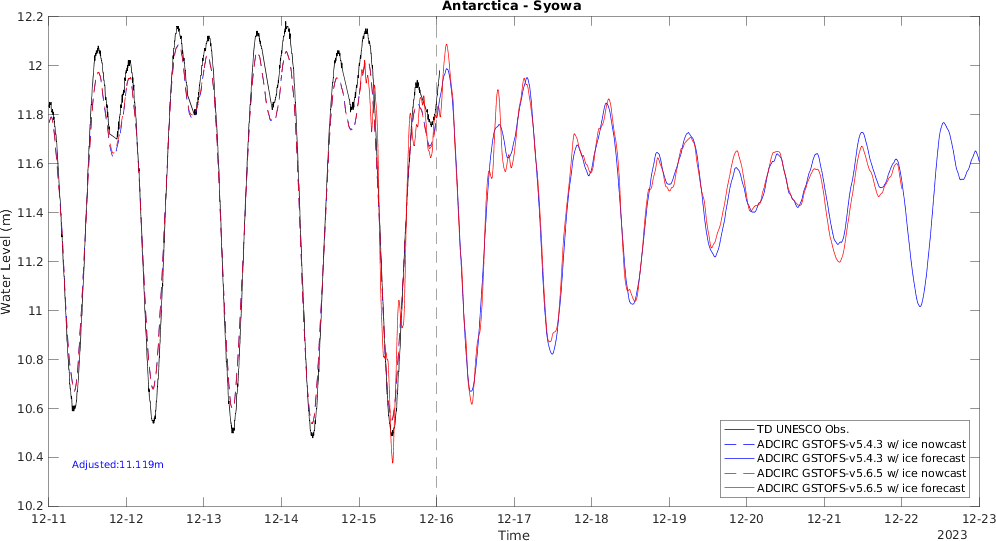 Antarctica - Syowa
Water Level (m)
12.2
12
11.8
11.6
11.4
11.2
11
10.8
10.6
10.4
10.2
Adjusted:11.119m
TD UNESCO Obs.
ADCIRC GSTOFS-v5.4.3 w/ ice nowcast
ADCIRC GSTOFS-v5.4.3 w/ ice forecast
ADCIRC GSTOFS-v5.6.5 w/ ice nowcast
ADCIRC GSTOFS-v5.6.5 w/ ice forecast
12-11 12-12 12-13 12-14 12-15 12-16 12-17 12-18 12-19 12-20 12-21 12-22 12-23
Time
2023